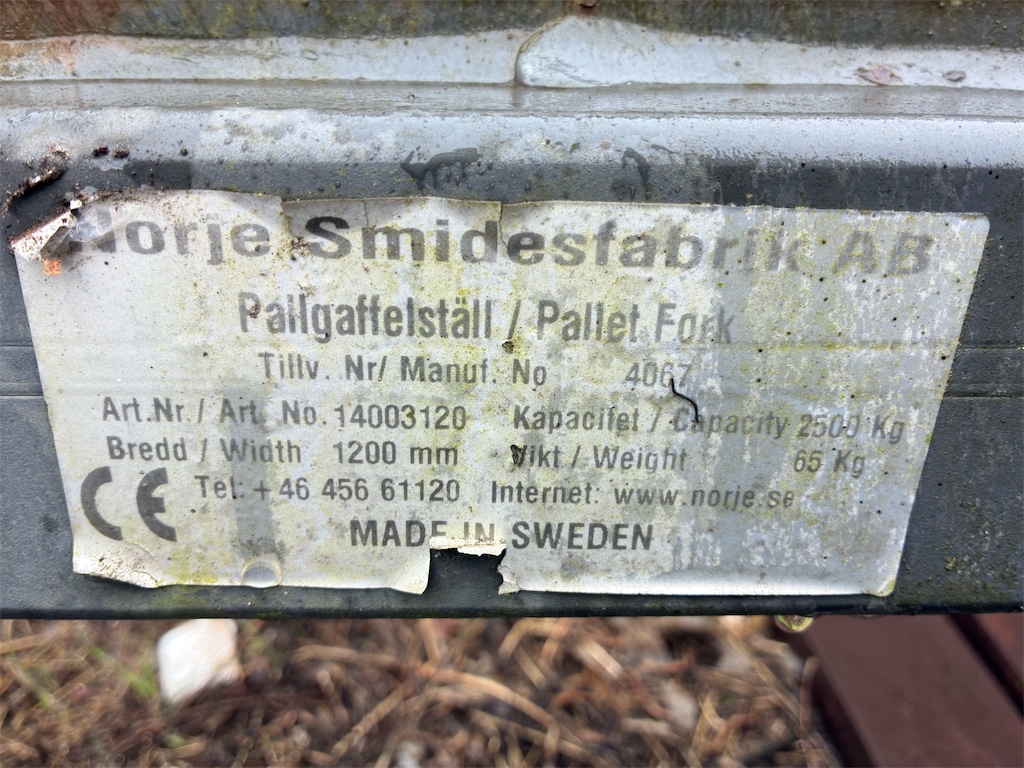 Norje Smidesfabrik AB
Pallgaffelställ / Pallet Fork
Tillv. Nr/ Manuf. No 4067
Art.Nr. / Art. No. 14003120 Kapacitet / Capacity 2500 Kg
Bredd / Width 1200 mm Vikt / Weight 65 Kg
CE Tel: +46 456 61120 Internet: www.norje.se
MADE IN SWEDEN